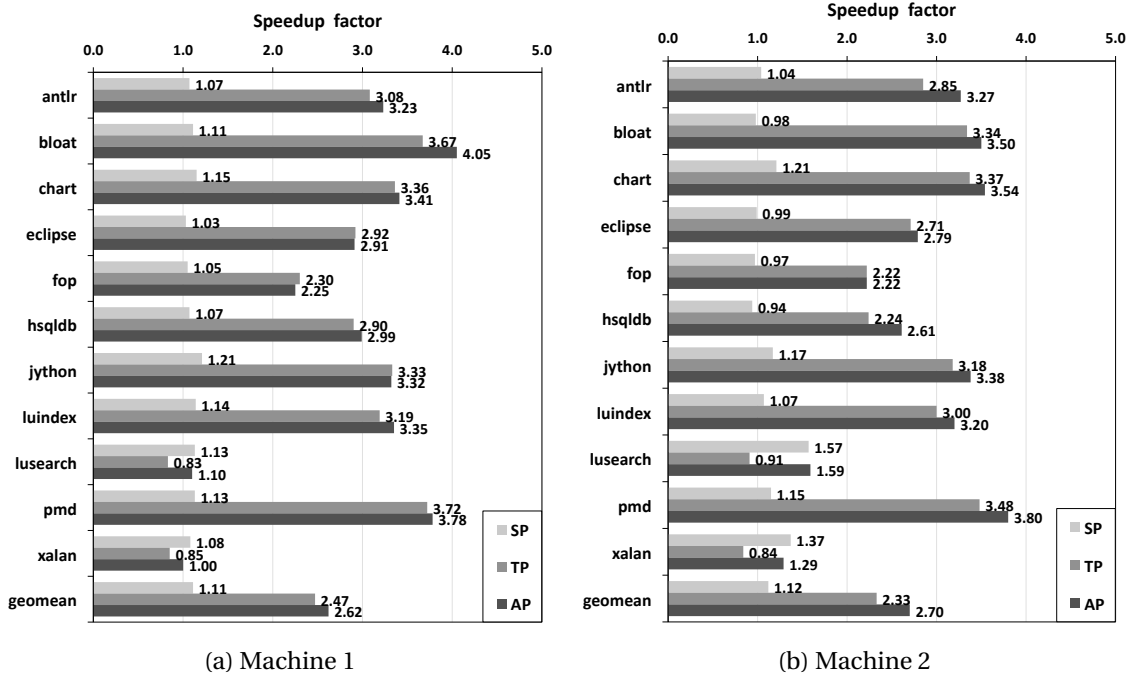 Speedup factor
0.0 1.0 2.0 3.0 4.0 5.0
antlr
1.07
3.08
3.23
bloat
1.11
3.67
4.05
chart
1.15
3.36
3.41
eclipse
1.03
2.92
2.91
fop
1.05
2.30
2.25
hsqldb
1.07
2.90
2.99
jython
1.21
3.33
3.32
luindex
1.14
3.19
3.35
lusearch
1.13
0.83
1.10
pmd
1.13
3.72
3.78
xalan
1.08
0.85
1.00
geomean
1.11
2.47
2.62
SP
TP
AP
(a) Machine 1
Speedup factor
0.0 1.0 2.0 3.0 4.0 5.0
antlr
1.04
2.85
3.27
bloat
0.98
3.34
3.50
chart
1.21
3.37
3.54
eclipse
0.99
2.71
2.79
fop
0.97
2.22
2.22
hsqldb
0.94
2.24
2.61
jython
1.17
3.18
3.38
luindex
1.07
3.00
3.20
lusearch
1.57
0.91
1.59
pmd
1.15
3.48
3.80
xalan
1.37
0.84
1.29
geomean
1.12
2.33
2.70
SP
TP
AP
(b) Machine 2